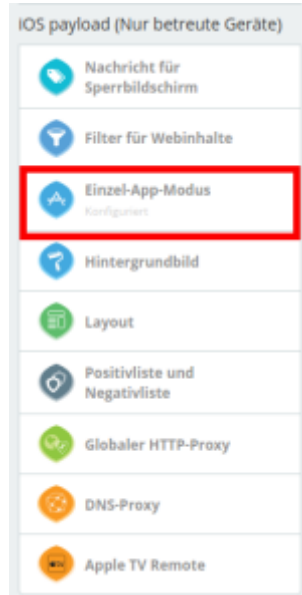 iOS payload (Nur betreute Geräte)
Nachricht für
Sperrbildschirm
Filter für Webinhalte
Einzel-App-Modus
Konfiguriert
Hintergrundbild
Layout
Positivliste und
Negativliste
Globaler HTTP-Proxy
DNS-Proxy
Apple TV Remote